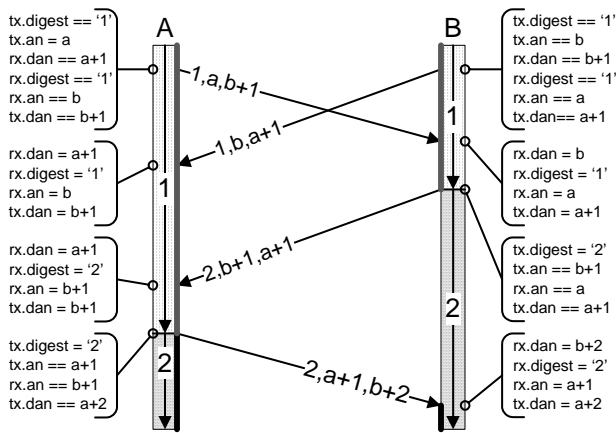 A
B
tx.digest == ‘1’
tx.an = a
rx.dan == a+1
rx.digest == ‘1’
rx.an == b
tx.dan == b+1
rx.dan = a+1
rx.digest = ‘1’
rx.an = b
tx.dan = b+1
rx.dan = a+1
rx.digest = ‘2’
rx.an = b+1
tx.dan = b+1
tx.digest = ‘2’
tx.an == a+1
rx.an == b+1
tx.dan == a+2
1
2
1,a,b+1
1,b,a+1
2,b+1,a+1
2,a+1,b+2
1
2
tx.digest == ‘1’
tx.an = b
rx.dan == b+1
rx.digest == ‘1’
rx.an == a
tx.dan== a+1
rx.dan = b
rx.digest = ‘1’
rx.an = a
tx.dan = a+1
tx.digest = ‘2’
tx.an == b+1
rx.an == a
tx.dan == a+1
rx.dan = b+2
rx.digest = ‘2’
rx.an = a+1
tx.dan = a+2